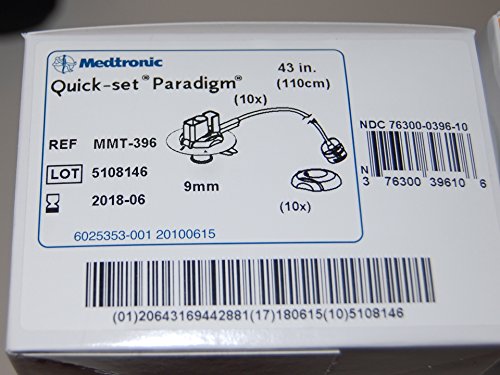 Medtronic
Quick-set® Paradigm®
43 in.
(110cm)
(10x)
REF MMT-396
LOT 5108146
2018-06
9mm
(10x)
6025353-001 20100615
NDC 76300-0396-10
N
3 76300 39610 6
(01)20643169442881(17)180615(10)5108146